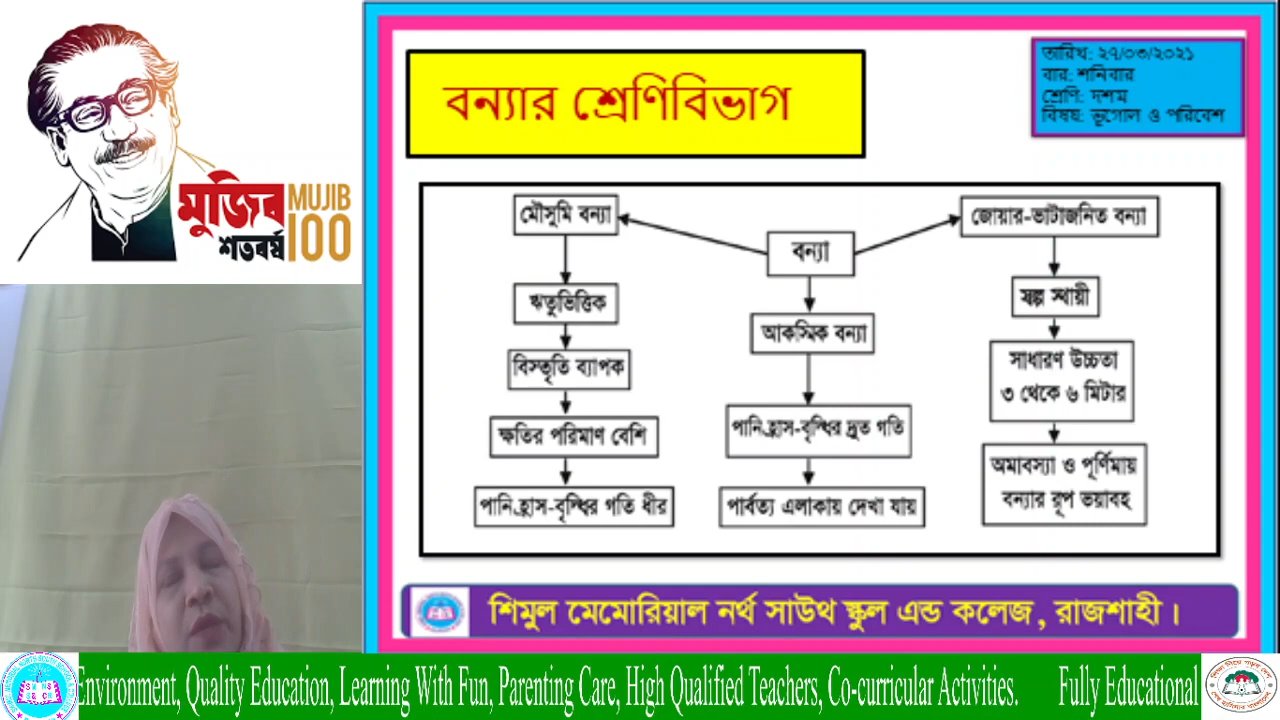 মুজিব
শতবর্ষ
MUJIB
100
বন্যার শ্রেণিবিভাগ
তারিখ: ২৭/০৩/২০২১
বার: শনিবার
শ্রেণি: দশম
বিষয়: ভূগোল ও পরিবেশ
মৌসুমি বন্যা
ঋতুভিত্তিক
বিস্তৃতি ব্যাপক
ক্ষতির পরিমাণ বেশি
পানি হ্রাস-বৃদ্ধির গতি ধীর
বন্যা
আকস্মিক বন্যা
পানি হ্রাস-বৃদ্ধির দ্রুত গতি
পার্বত্য এলাকায় দেখা যায়
জোয়ার-ভাটাজনিত বন্যা
স্বল্প স্থায়ী
সাধারণ উচ্চতা
৩ থেকে ৬ মিটার
অমাবস্যা ও পূর্ণিমায়
বন্যার রূপ ভয়াবহ
শিমুল মেমোরিয়াল নর্থ সাউথ স্কুল এন্ড কলেজ, রাজশাহী।
Environment, Quality Education, Learning With Fun, Parenting Care, High Qualified Teachers, Co-curricular Activities. Fully Educational